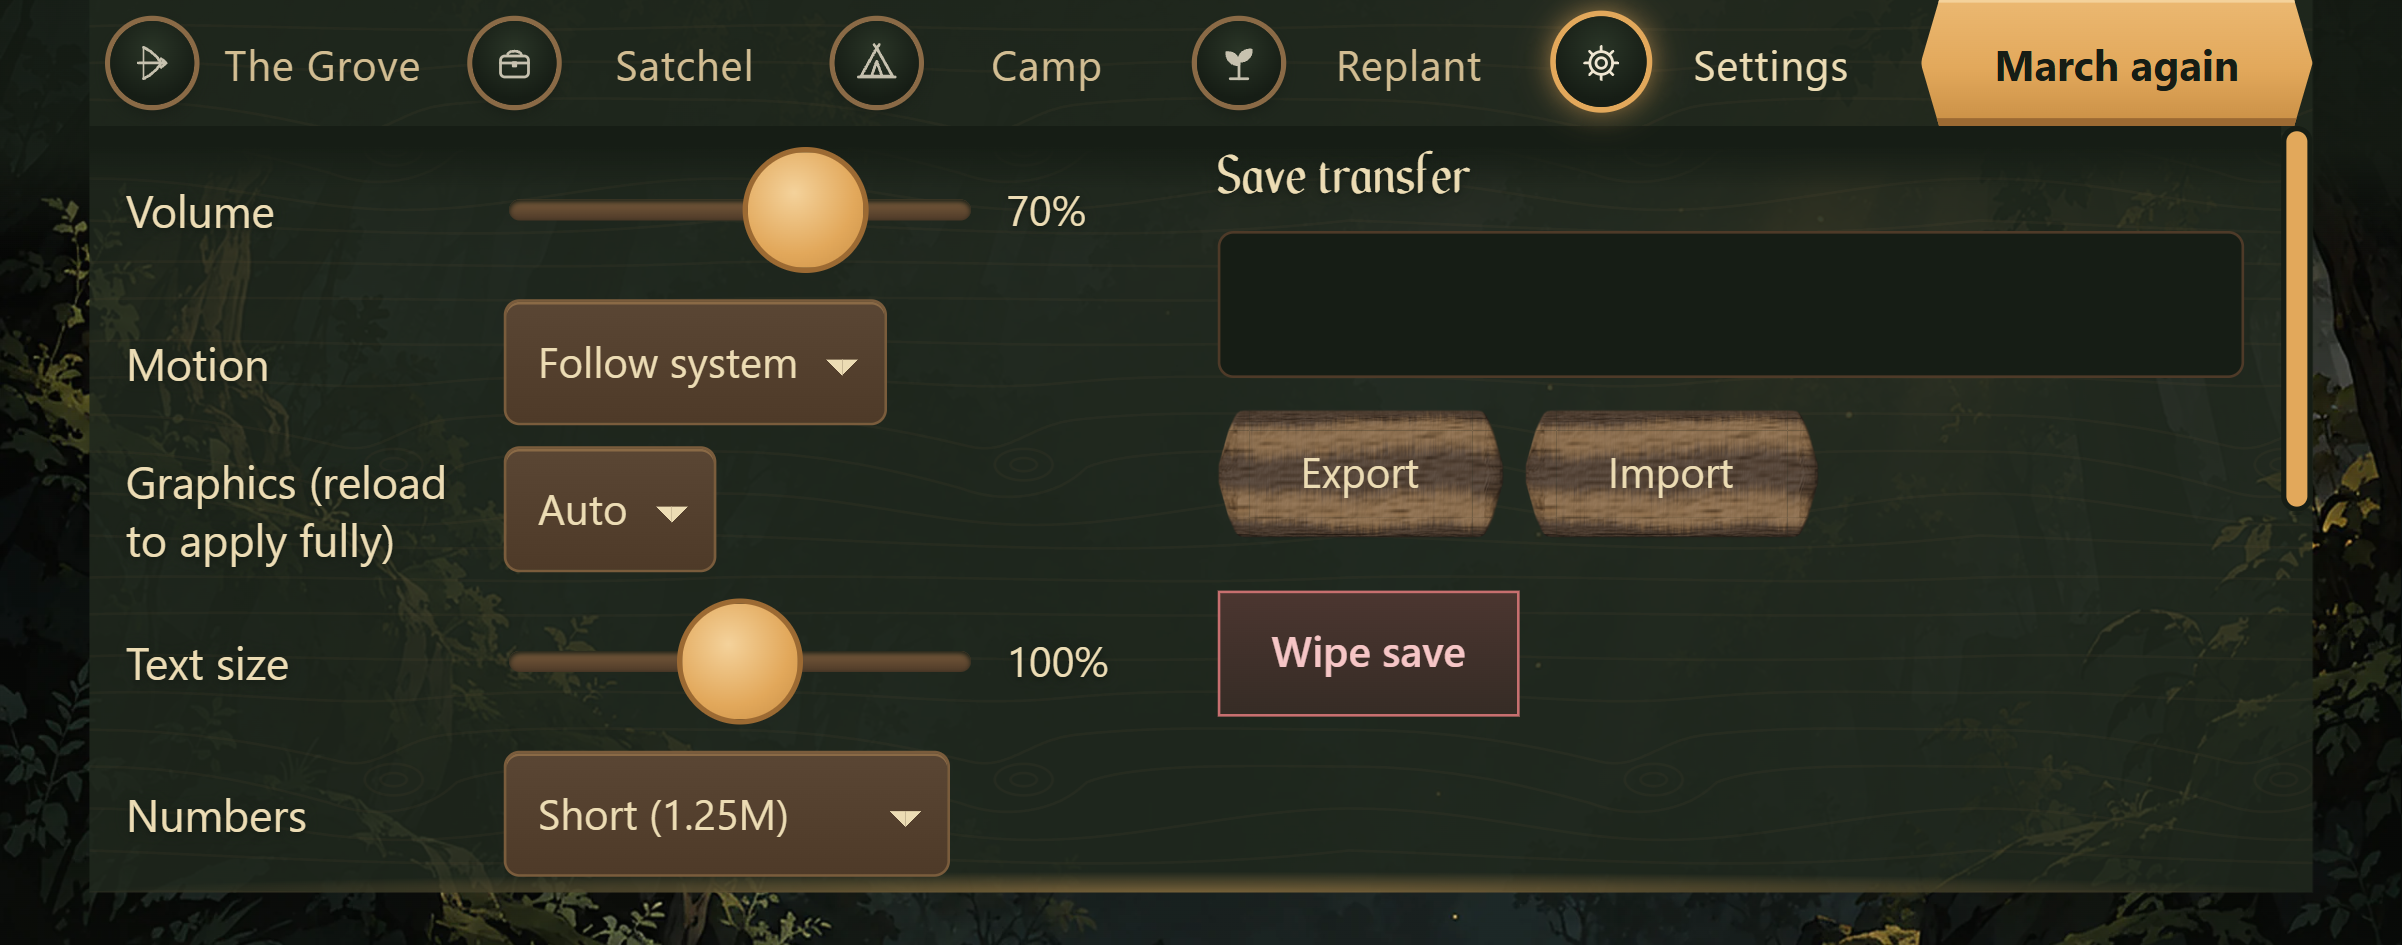 The Grove
Satchel
Camp
Replant
Settings
March again
Volume
70%
Motion
Follow system
Graphics (reload
to apply fully)
Auto
Text size
100%
Numbers
Short (1.25M)
Save transfer
Export
Import
Wipe save